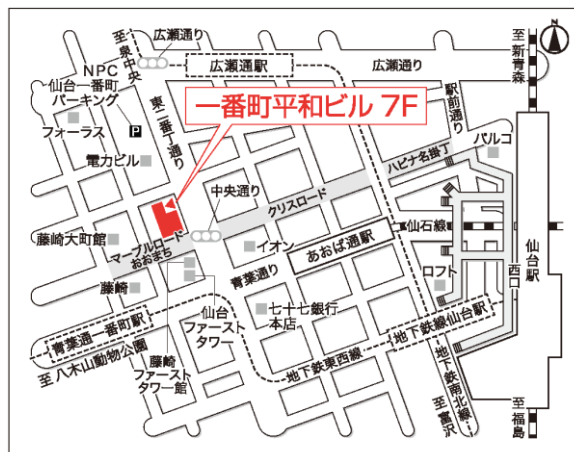 至泉中央
広瀬通り
広瀬通駅
広瀬通り
至新青森
NPC
仙台一番町
パーキング
P
フォーラス
東二番丁通り
駅前通り
一番町平和ビル 7F
電力ビル
パルコ
ハピナ名掛丁
中央通り
クリスロード
藤崎大町館
マーブルロード
おおまち
イオン
あおば通駅
仙石線
仙台駅
西口
藤崎
青葉通り
ロフト
仙台
ファースト
タワー
七十七銀行
本店
地下鉄線仙台駅
青葉通一番町駅
至八木山動物公園
藤崎
ファースト
タワー館
地下鉄東西線
地下鉄南北線
至富沢
至福島